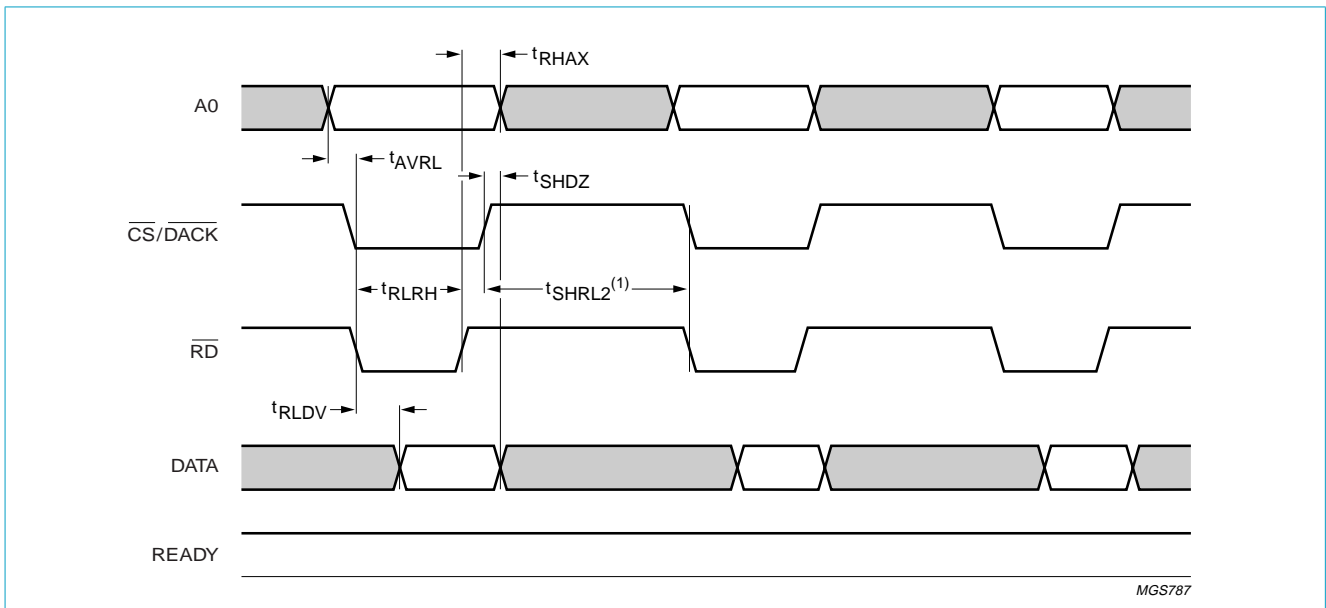 tRHAX
A0
tAVRL
tSHDZ
CS/DACK
tRLRH
tSHRL2(1)
RD
tRLDV
DATA
READY
MGS787